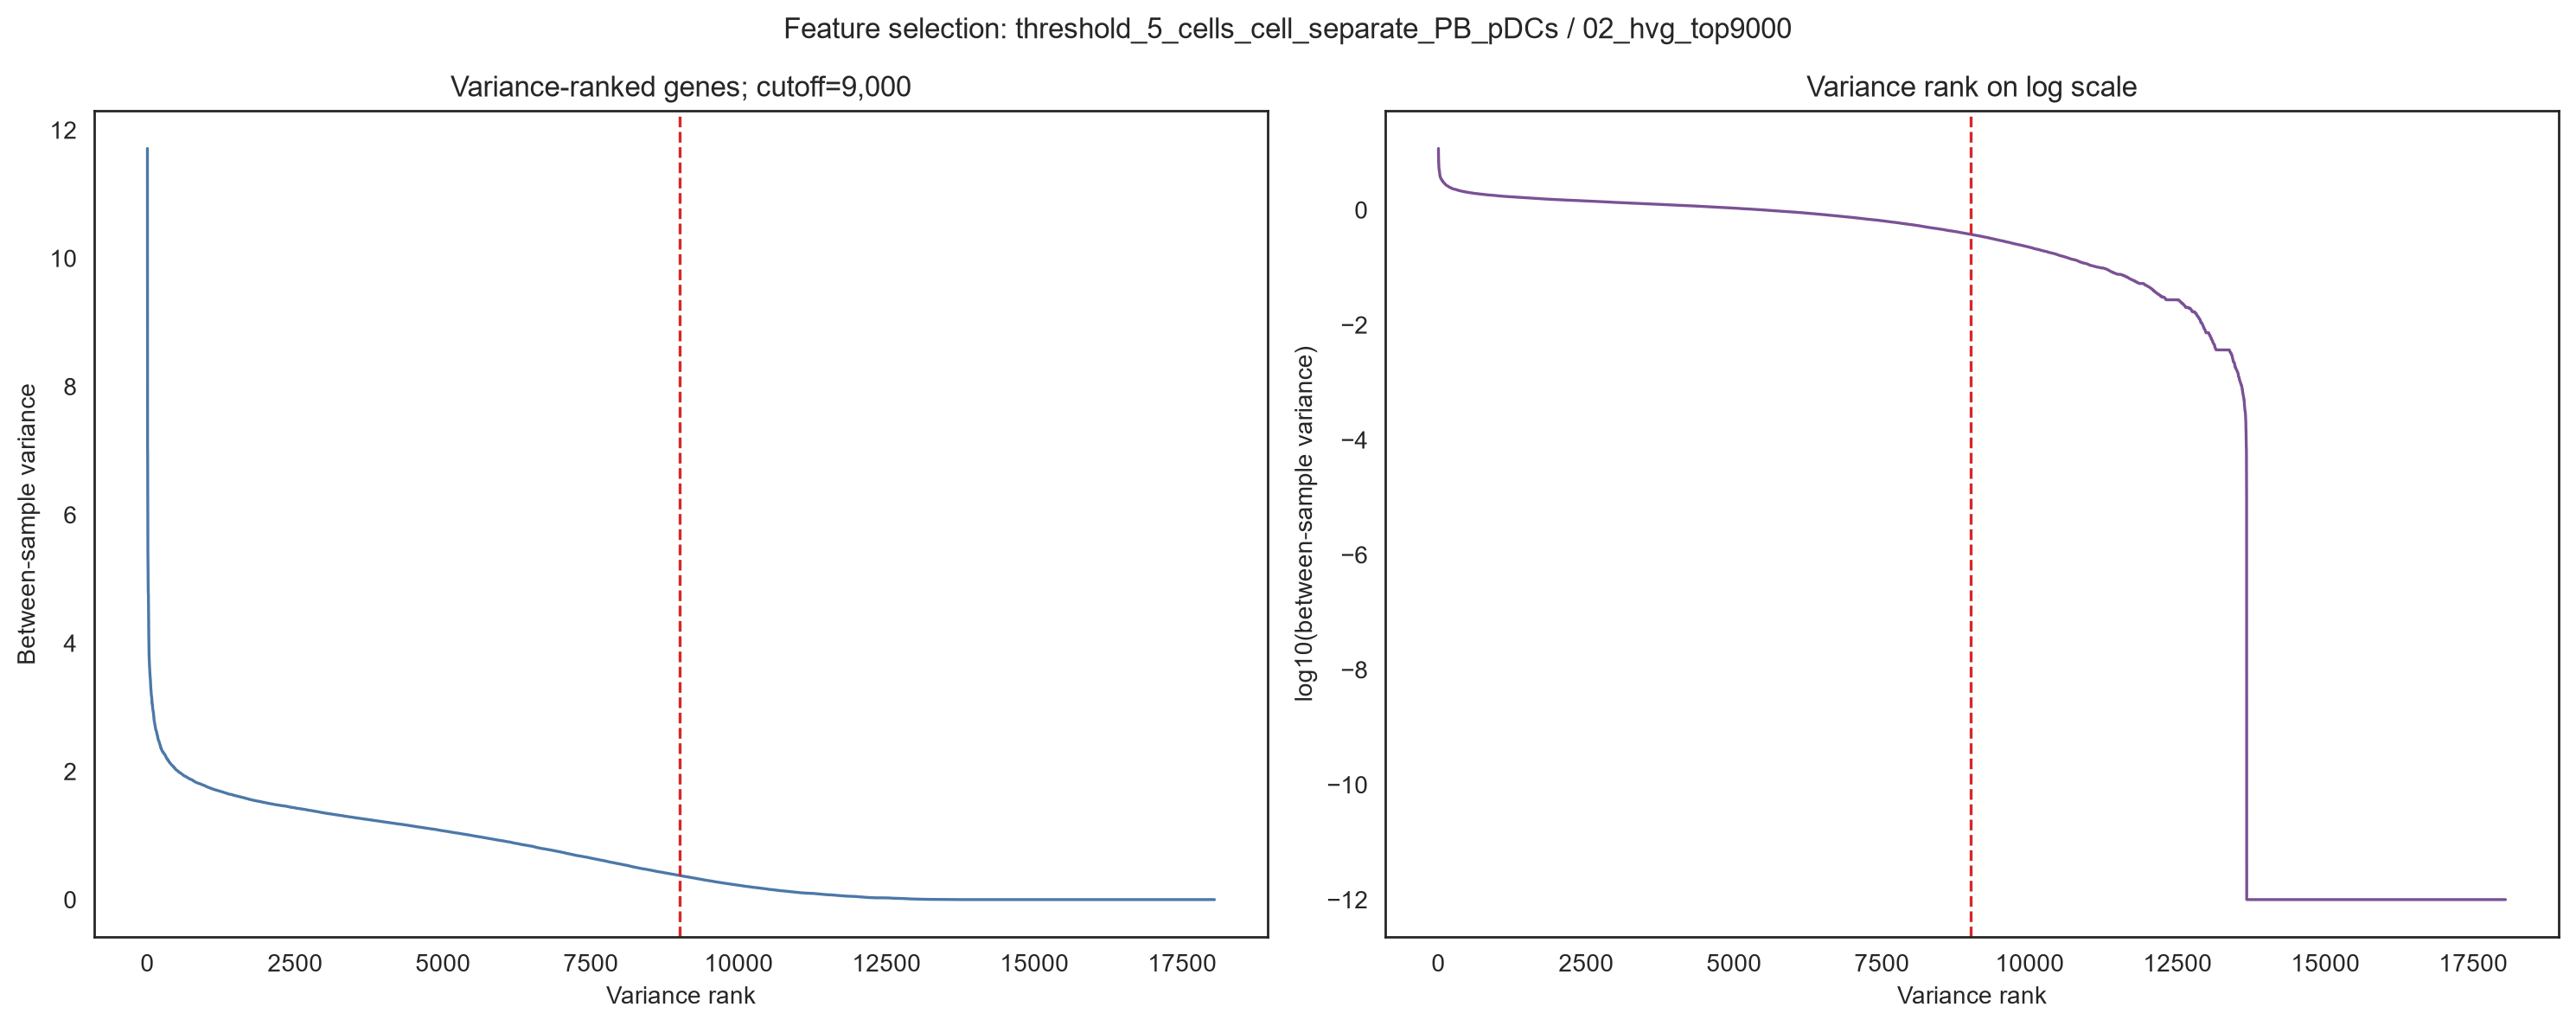 Feature selection: threshold_5_cells_cell_separate_PB_pDCs / 02_hvg_top9000
Variance-ranked genes; cutoff=9,000
Between-sample variance
12
10
8
6
4
2
0
0 2500 5000 7500 10000 12500 15000 17500
Variance rank
Variance rank on log scale
log10(between-sample variance)
0
−2
−4
−6
−8
−10
−12
0 2500 5000 7500 10000 12500 15000 17500
Variance rank